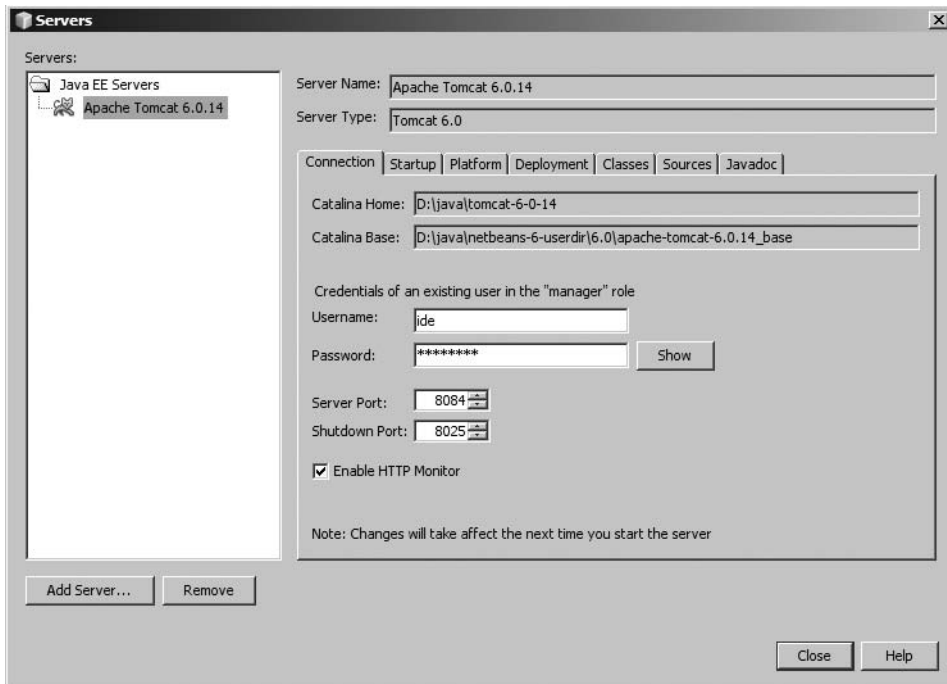 Servers
Servers:
Java EE Servers
Apache Tomcat 6.0.14
Server Name: Apache Tomcat 6.0.14
Server Type: Tomcat 6.0
Connection Startup Platform Deployment Classes Sources Javadoc
Catalina Home: D:\java\tomcat-6-0-14
Catalina Base: D:\java\netbeans-6-userdir\6.0\apache-tomcat-6.0.14_base
Credentials of an existing user in the "manager" role
Username: ide
Password: ******** Show
Server Port: 8084
Shutdown Port: 8025
Enable HTTP Monitor
Note: Changes will take affect the next time you start the server
Add Server... Remove
Close Help